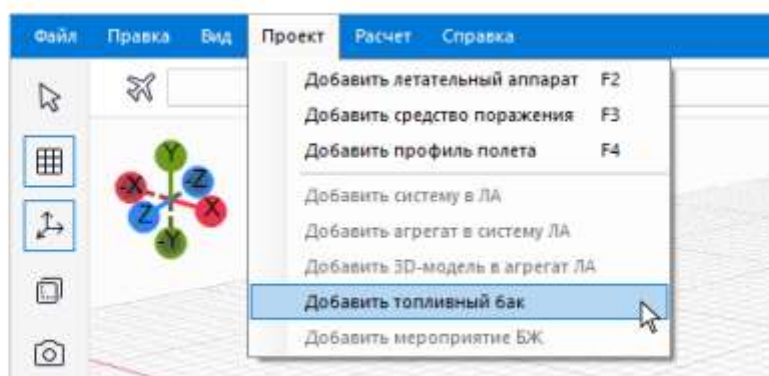 Файл Правка Вид Проект Расчет Справка
Добавить летательный аппарат F2
Добавить средство поражения F3
Добавить профиль полета F4
Добавить систему в ЛА
Добавить агрегат в систему ЛА
Добавить 3D-модель в агрегат ЛА
Добавить топливный бак
Добавить мероприятие БЖ
Y
-X
-Z
Z
X
-Y